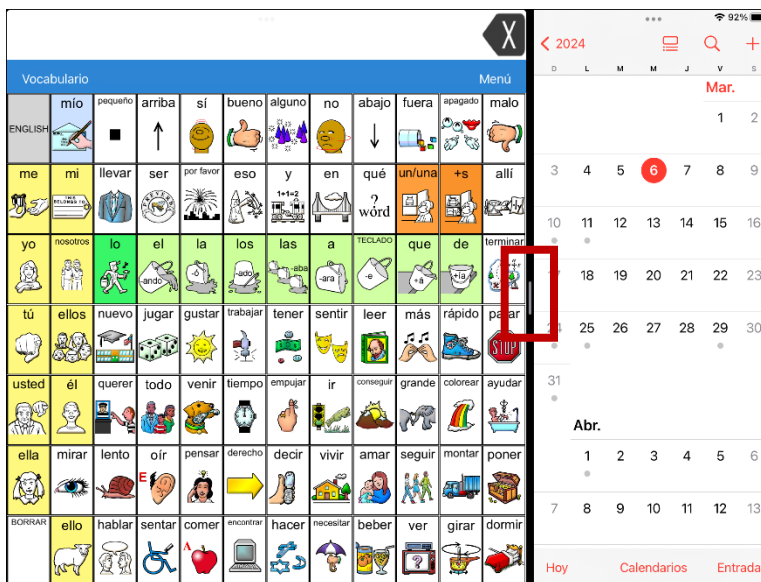 X
Vocabulario Menú
ENGLISH mío pequeño arriba sí bueno alguno no abajo fuera apagado malo
me mi llevar ser por favor eso y en qué un/una +s allí
THIS BELONGS TO PRESENTE 1+1=2 ? word
yo nosotros lo el la los las a TECLADO que de terminar
-ando -ó -ado -aba -ara -e +á +ía
tú ellos nuevo jugar gustar trabajar tener sentir leer más rápido parar
STOP
usted él querer todo venir tiempo empujar ir conseguir grande colorear ayudar
ella mirar lento oír pensar derecho decir vivir amar seguir montar poner
E
BORRAR ello hablar sentar comer encontrar hacer necesitar beber ver girar dormir
A ?
92%
2024
D L M M J V S
Mar.
1 2
3 4 5 6 7 8 9
10 11 12 13 14 15 16
18 19 20 21 22 23
24 25 26 27 28 29 30
31
Abr.
1 2 3 4 5 6
7 8 9 10 11 12 13
Hoy Calendarios Entrada